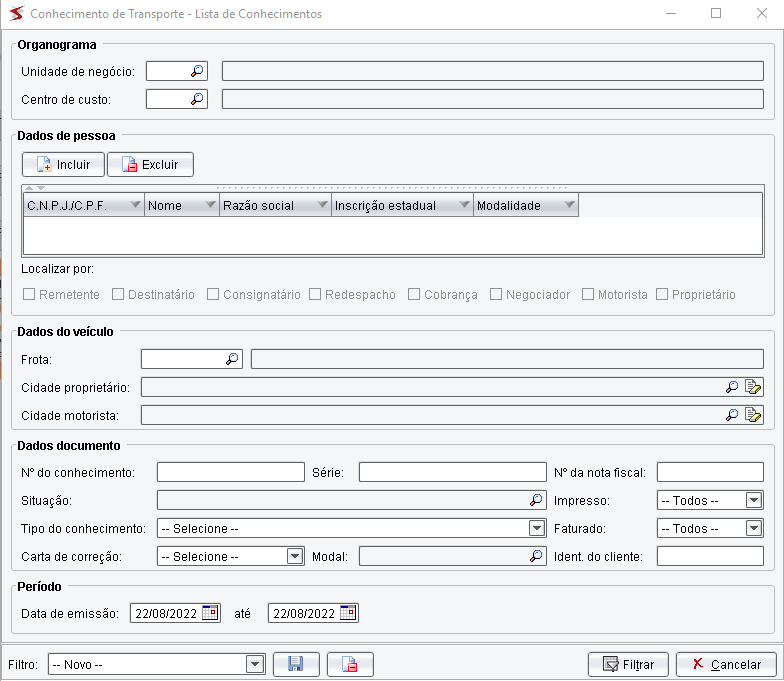 Conhecimento de Transporte - Lista de Conhecimentos
Organograma
Unidade de negócio:
Centro de custo:
Dados de pessoa
Incluir Excluir
C.N.P.J./C.P.F. Nome Razão social Inscrição estadual Modalidade
Localizar por:
Remetente Destinatário Consignatário Redespacho Cobrança Negociador Motorista Proprietário
Dados do veículo
Frota:
Cidade proprietário:
Cidade motorista:
Dados documento
Nº do conhecimento: Série: Nº da nota fiscal:
Situação: Impresso: -- Todos --
Tipo do conhecimento: -- Selecione -- Faturado: -- Todos --
Carta de correção: -- Selecione -- Modal: Ident. do cliente:
Período
Data de emissão: 22/08/2022 até 22/08/2022
Filtro: -- Novo -- Filtrar Cancelar